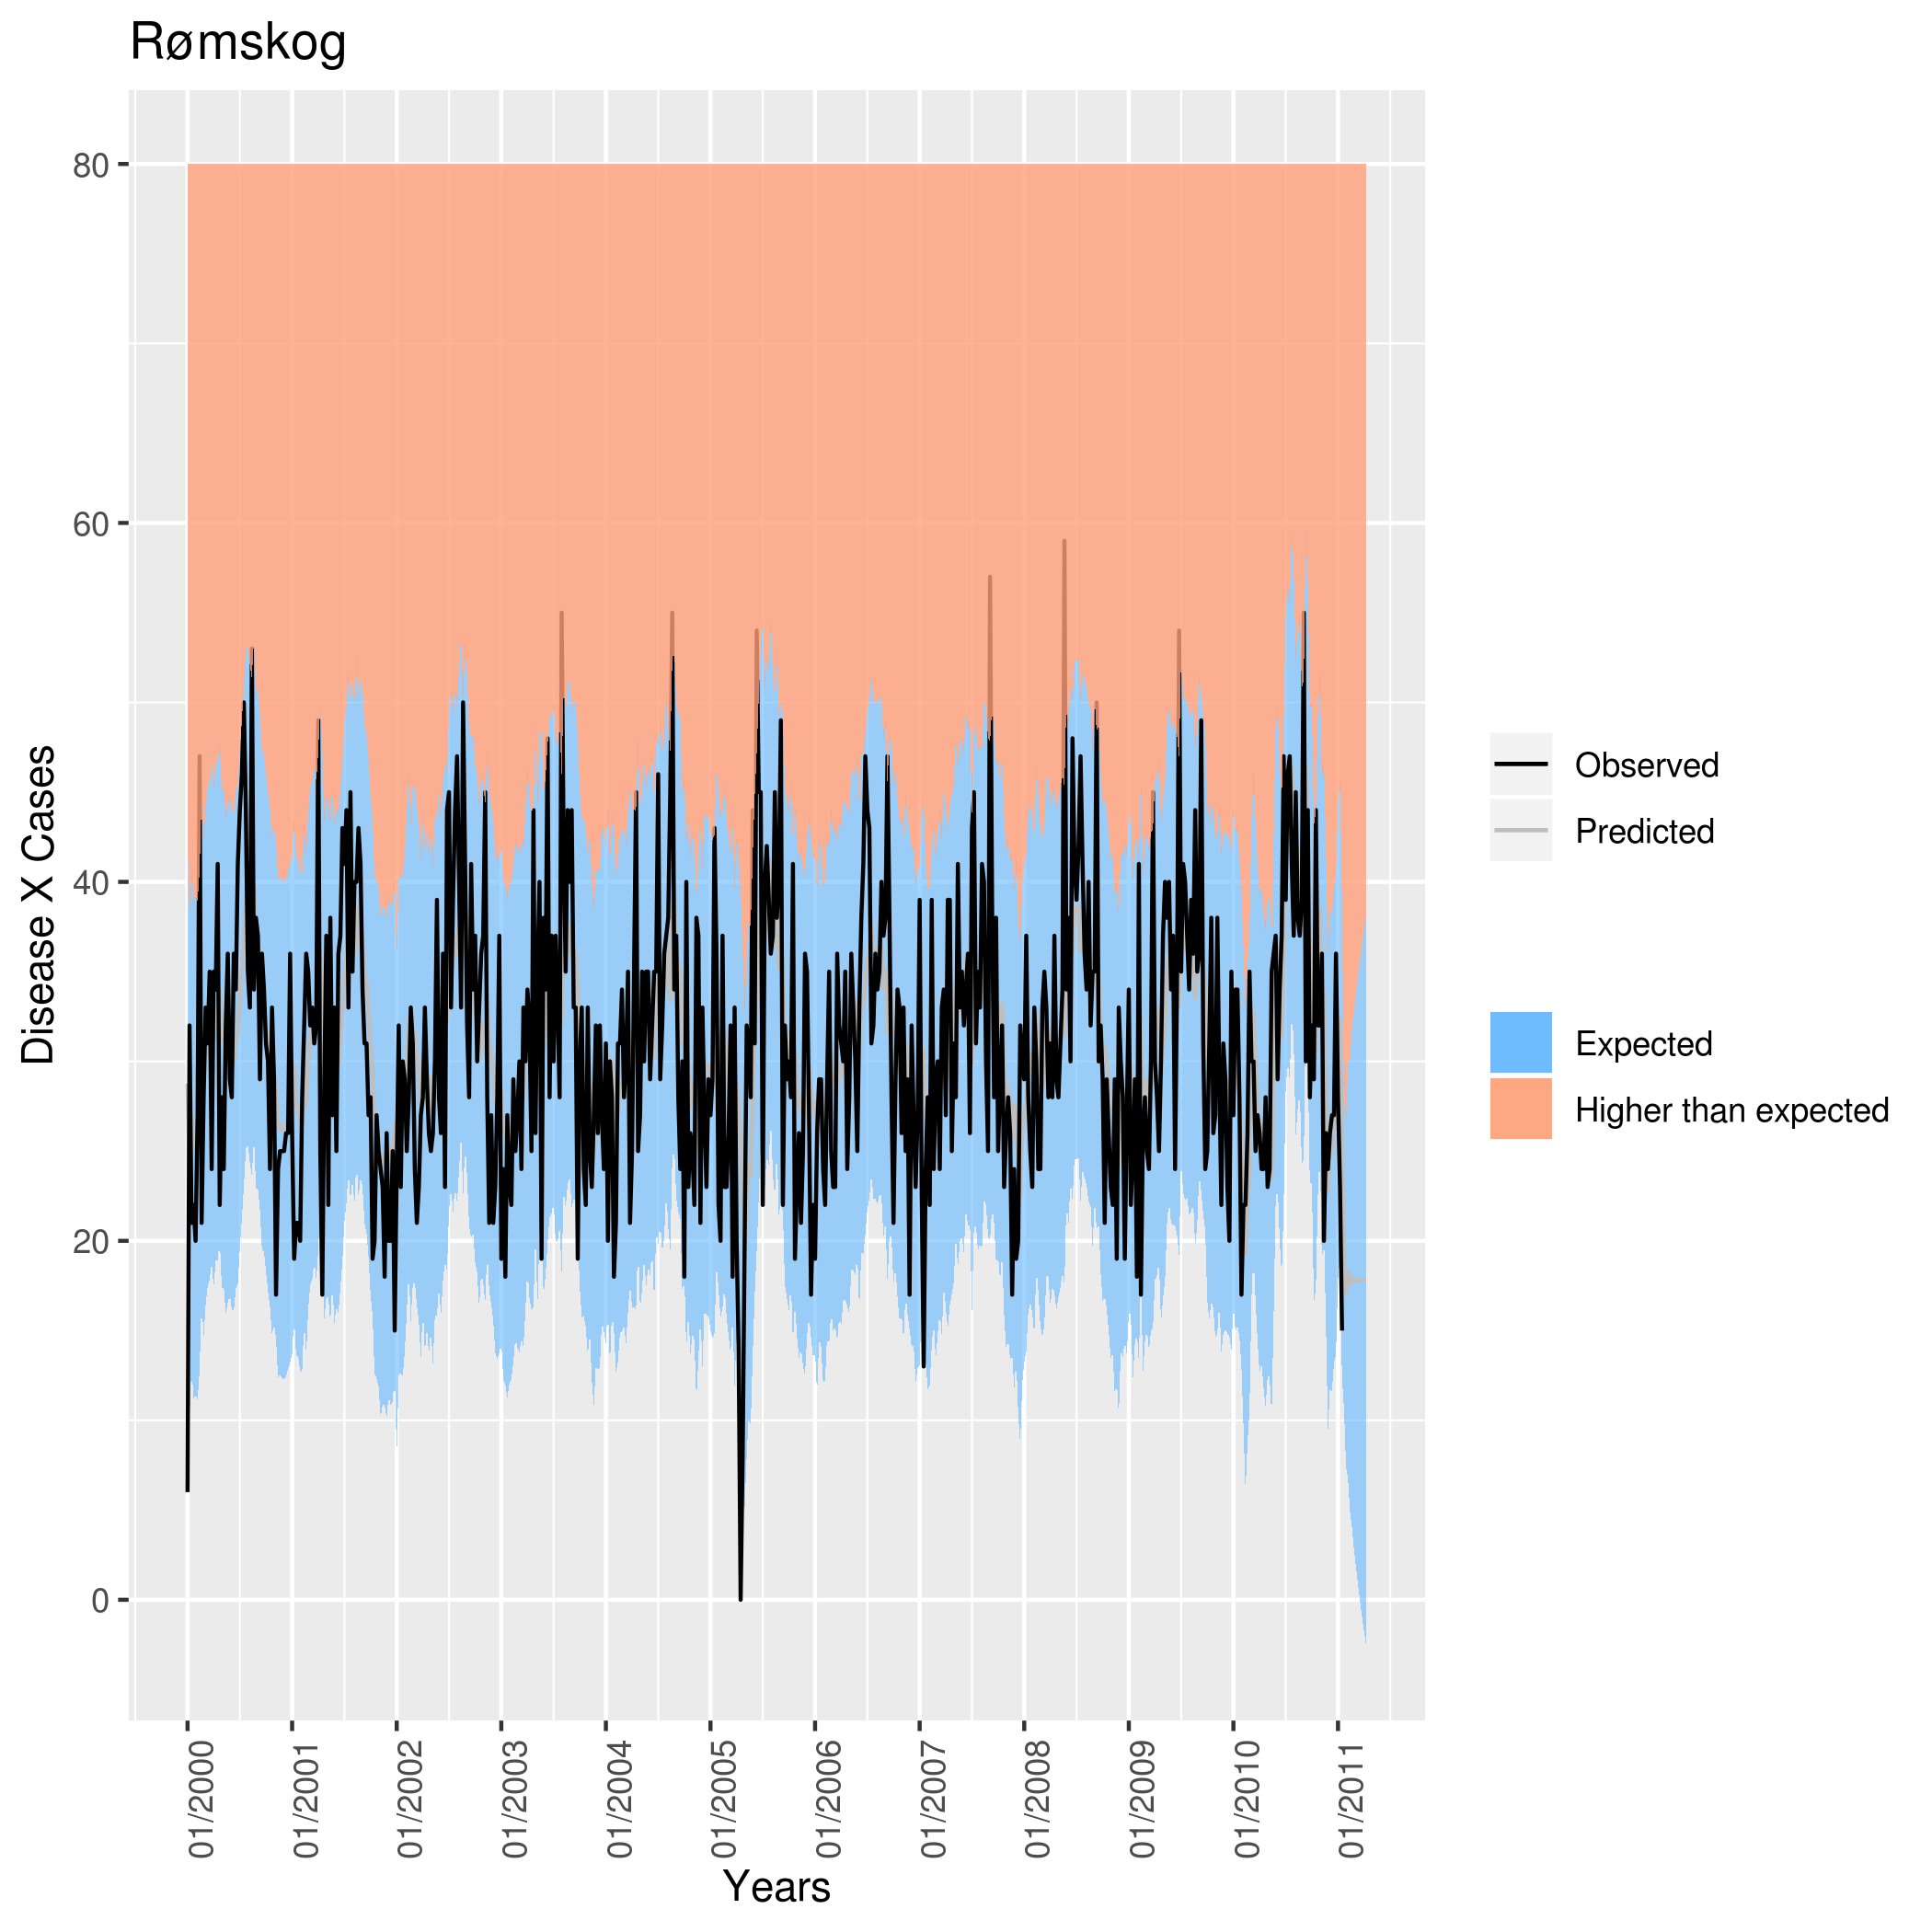 Rømskog
Disease X Cases
80
60
40
20
0
01/2000
01/2001
01/2002
01/2003
01/2004
01/2005
01/2006
01/2007
01/2008
01/2009
01/2010
01/2011
Years
Observed
Predicted
Expected
Higher than expected